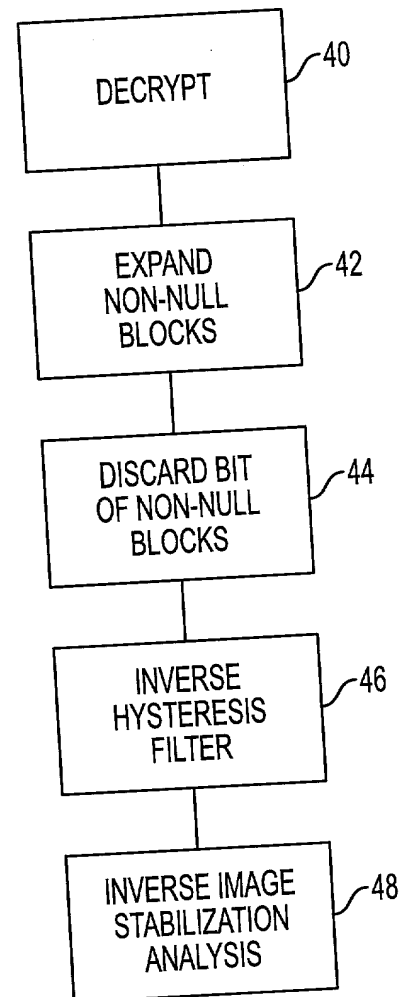 DECRYPT
40
EXPAND
NON-NULL
BLOCKS
42
DISCARD BIT
OF NON-NULL
BLOCKS
44
INVERSE
HYSTERESIS
FILTER
46
INVERSE IMAGE
STABILIZATION
ANALYSIS
48